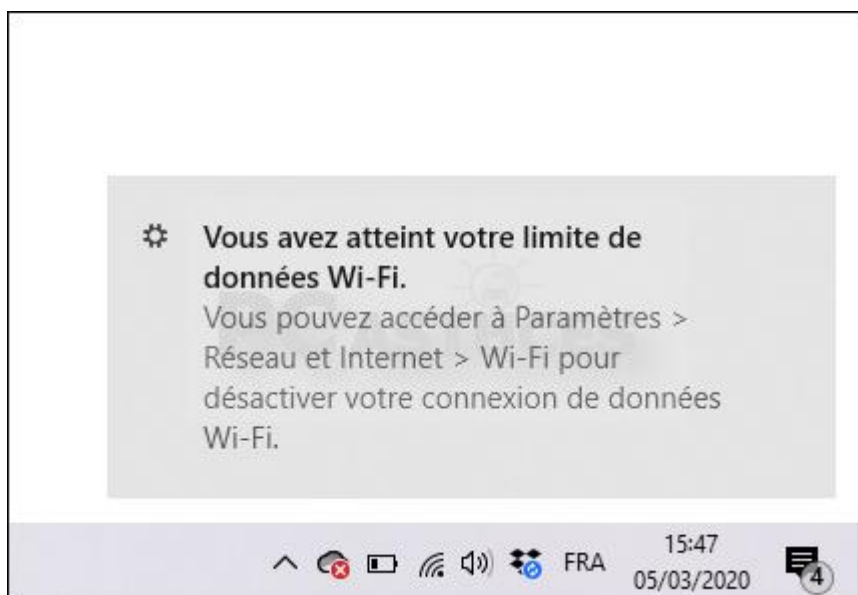 Vous avez atteint votre limite de
données Wi-Fi.
Vous pouvez accéder à Paramètres >
Réseau et Internet > Wi-Fi pour
désactiver votre connexion de données
Wi-Fi.
FRA
15:47
05/03/2020
4